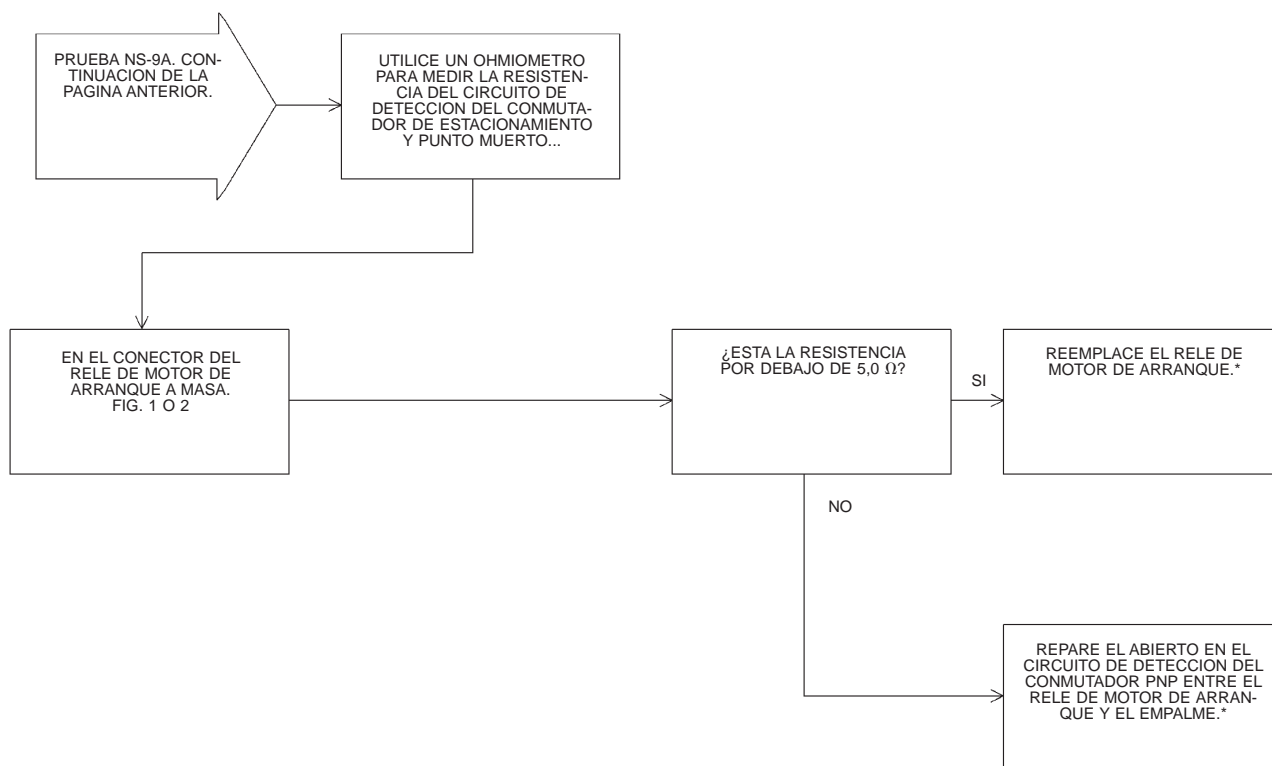 PRUEBA NS-9A. CON-
TINUACION DE LA
PAGINA ANTERIOR.
UTILICE UN OHMIOMETRO
PARA MEDIR LA RESISTEN-
CIA DEL CIRCUITO DE
DETECCION DEL CONMUTA-
DOR DE ESTACIONAMIENTO
Y PUNTO MUERTO...
EN EL CONECTOR DEL
RELE DE MOTOR DE
ARRANQUE A MASA.
FIG. 1 O 2
¿ESTA LA RESISTENCIA
POR DEBAJO DE 5,0 Ω?
SI
REEMPLACE EL RELE DE
MOTOR DE ARRANQUE.*
NO
REPARE EL ABIERTO EN EL
CIRCUITO DE DETECCION DEL
CONMUTADOR PNP ENTRE EL
RELE DE MOTOR DE ARRAN-
QUE Y EL EMPALME.*